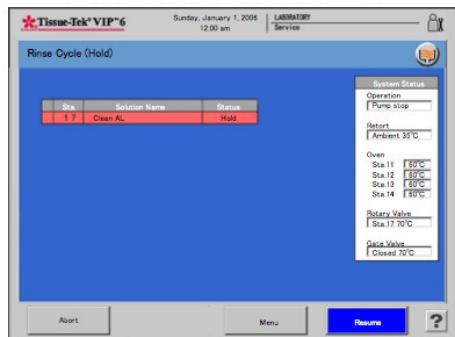 Tissue-Tek® VIP™6
Sunday, January 1, 2006
12:00 am
LABORATORY
Service
Rinse Cycle (Hold)
Sta. Solution Name Status
17 Clean AL Hold
System Status
Operation
Pump stop
Retort
Ambient 35℃
Oven
Sta.11 60℃
Sta.12 60℃
Sta.13 60℃
Sta.14 60℃
Rotary Valve
Sta.17 70℃
Gate Valve
Closed 70℃
Abort
Menu
Resume
?